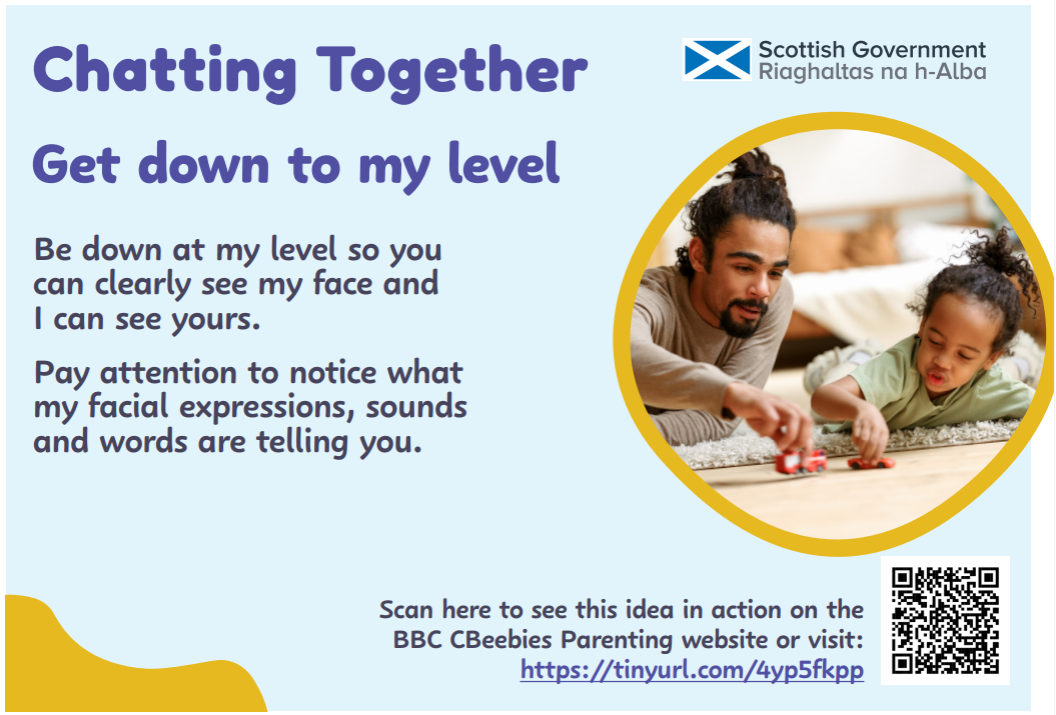 Chatting Together
Scottish Government
Riaghaltas na h-Alba
Get down to my level
Be down at my level so you
can clearly see my face and
I can see yours.
Pay attention to notice what
my facial expressions, sounds
and words are telling you.
Scan here to see this idea in action on the
BBC CBeebies Parenting website or visit:
https://tinyurl.com/4yp5fkpp